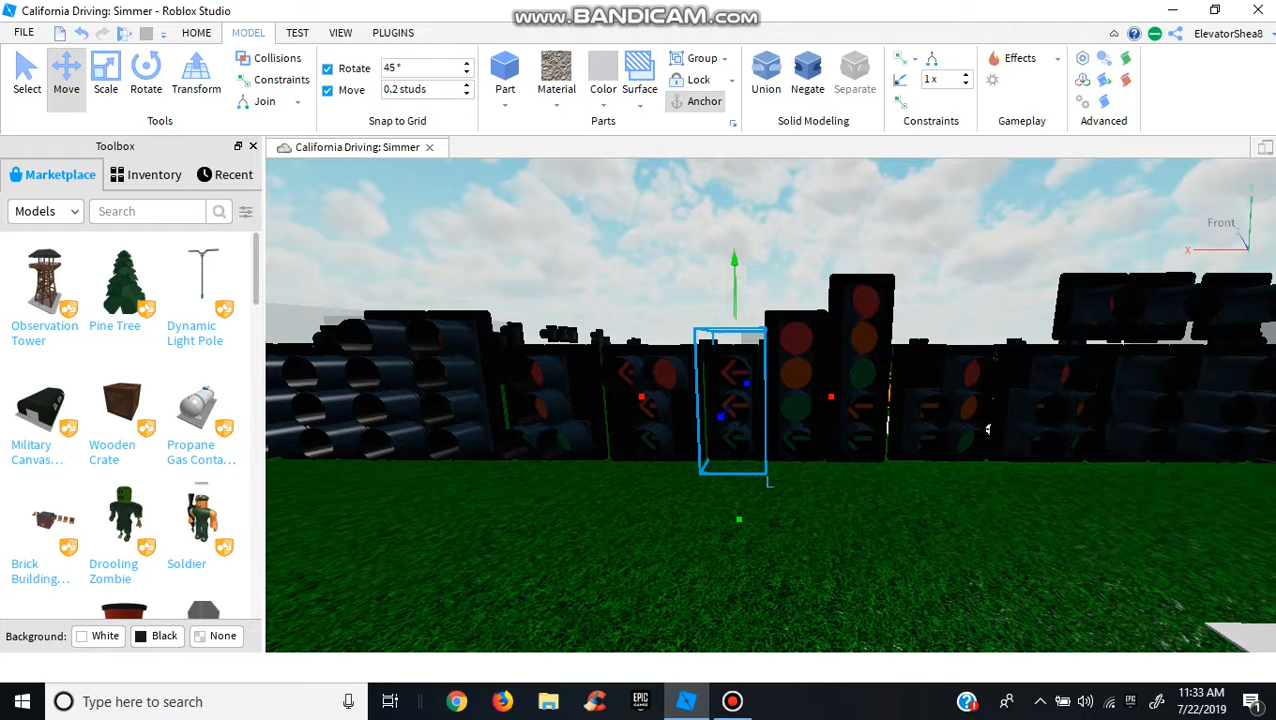 California Driving: Simmer - Roblox Studio
www.BANDICAM.com
FILE
HOME
MODEL
TEST
VIEW
PLUGINS
ElevatorShea8
Select
Move
Scale
Rotate
Transform
Collisions
Constraints
Join
Tools
Rotate
45 °
Move
0.2 studs
Snap to Grid
Part
Material
Color
Surface
Group
Lock
Anchor
Parts
Union
Negate
Separate
Solid Modeling
1 x
Constraints
Effects
Gameplay
Advanced
Toolbox
California Driving: Simmer
Marketplace
Inventory
Recent
Models
Search
Observation
Tower
Pine Tree
Dynamic
Light Pole
Military
Canvas...
Wooden
Crate
Propane
Gas Conta...
Brick
Building...
Drooling
Zombie
Soldier
Background:
White
Black
None
Front
X
L
Type here to search
EPIC
GAMES
11:33 AM
7/22/2019